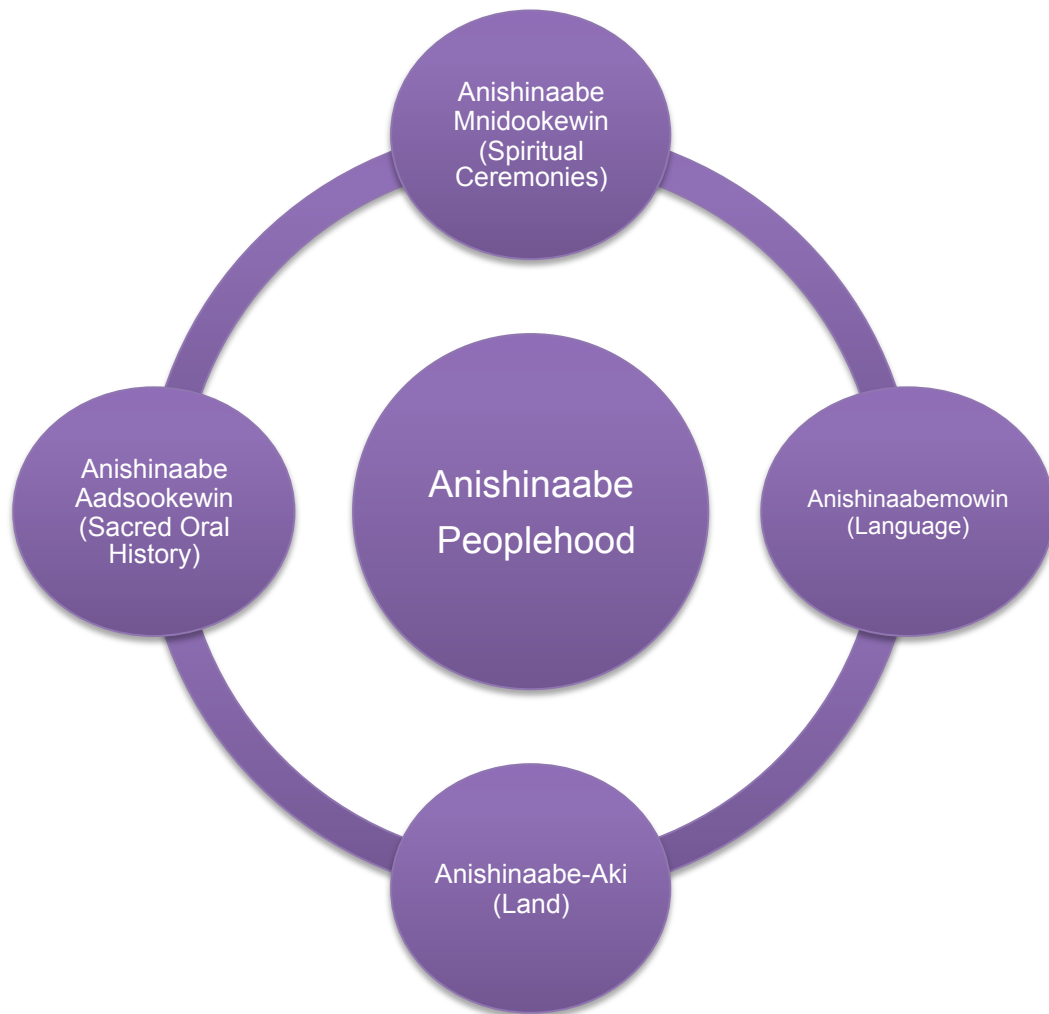 Anishinaabe
Mnidookewin
(Spiritual
Ceremonies)
Anishinaabe
Aadsookewin
(Sacred Oral
History)
Anishinaabe
Peoplehood
Anishinaabemowin
(Language)
Anishinaabe-Aki
(Land)